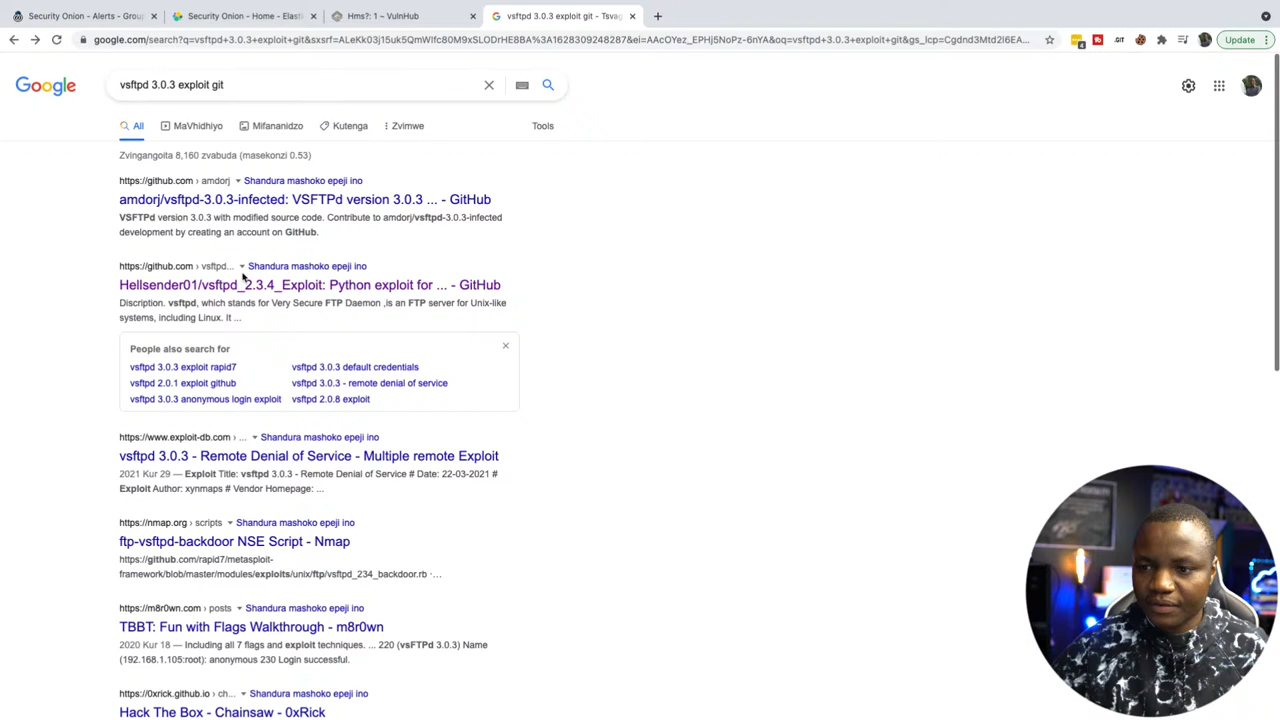 Security Onion - Alerts - Grou
Security Onion - Home - Elasti
Hms?: 1 ~ VulnHub
vsftpd 3.0.3 exploit git - Tsvag
google.com/search?q=vsftpd+3.0.3+exploit+git&sxsrf=
Update
Google
vsftpd 3.0.3 exploit git
All
MaVhidhiyo
Mifananidzo
Kutenga
Zvimwe
Tools
Zvingangoita 8,160 zvabuda (masekonzi 0.53)
https://github.com › amdorj Shandura mashoko epeji ino
amdorj/vsftpd-3.0.3-infected: VSFTPd version 3.0.3 ... - GitHub
VSFTPd version 3.0.3 with modified source code. Contribute to amdorj/vsftpd-3.0.3-infected
development by creating an account on GitHub.
https://github.com › vsftpd... Shandura mashoko epeji ino
Hellsender01/vsftpd_2.3.4_Exploit: Python exploit for ... - GitHub
Discription. vsftpd, which stands for Very Secure FTP Daemon ,is an FTP server for Unix-like
systems, including Linux. It ...
People also search for
vsftpd 3.0.3 exploit rapid7
vsftpd 3.0.3 default credentials
vsftpd 2.0.1 exploit github
vsftpd 3.0.3 - remote denial of service
vsftpd 3.0.3 anonymous login exploit
vsftpd 2.0.8 exploit
https://www.exploit-db.com › ... Shandura mashoko epeji ino
vsftpd 3.0.3 - Remote Denial of Service - Multiple remote Exploit
2021 Kur 29 — Exploit Title: vsftpd 3.0.3 - Remote Denial of Service # Date: 22-03-2021 #
Exploit Author: xynmaps # Vendor Homepage: ...
https://nmap.org › scripts Shandura mashoko epeji ino
ftp-vsftpd-backdoor NSE Script - Nmap
https://github.com/rapid7/metasploit-
framework/blob/master/modules/exploits/unix/ftp/vsftpd_234_backdoor.rb ·...
https://m8r0wn.com › posts Shandura mashoko epeji ino
TBBT: Fun with Flags Walkthrough - m8r0wn
2020 Kur 18 — Including all 7 flags and exploit techniques. ... 220 (vsFTPd 3.0.3) Name
(192.168.1.105:root): anonymous 230 Login successful.
https://0xrick.github.io › ch... Shandura mashoko epeji ino
Hack The Box - Chainsaw - 0xRick